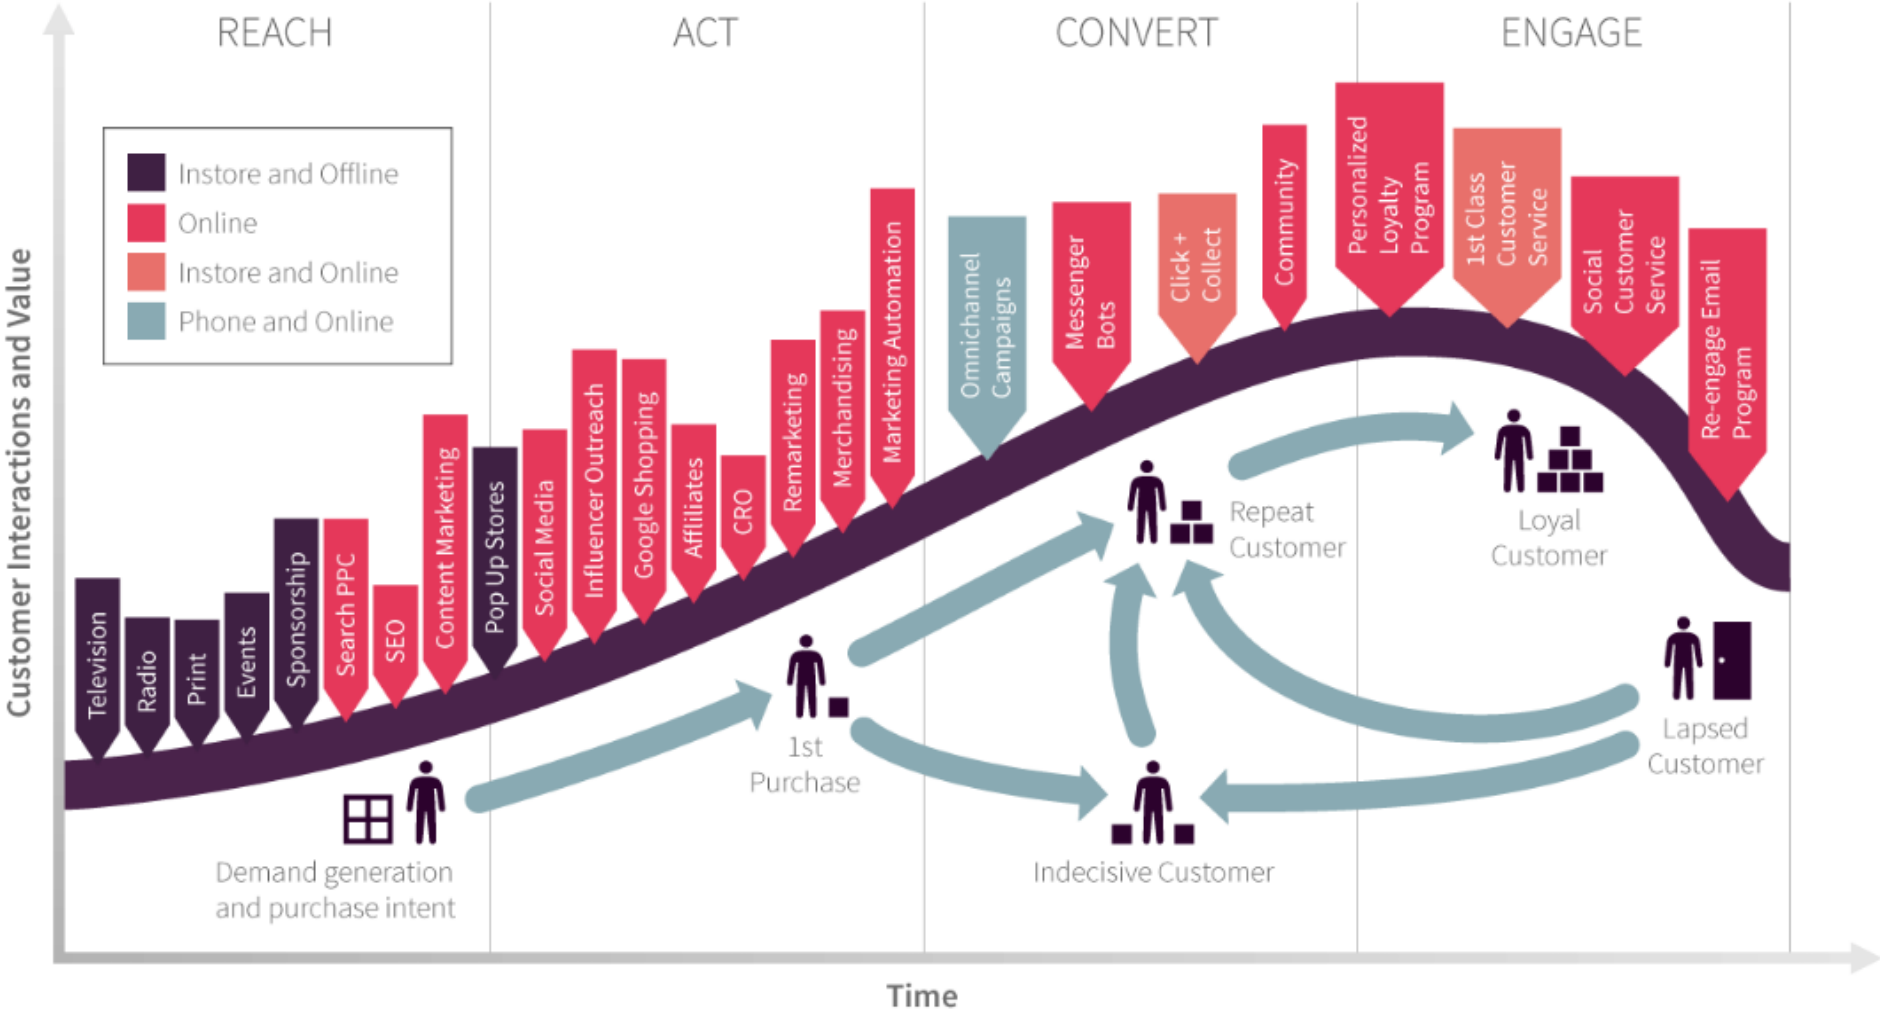 REACH
ACT
CONVERT
ENGAGE
Instore and Offline
Online
Instore and Online
Phone and Online
Customer Interactions and Value
Television
Radio
Print
Events
Sponsorship
Search PPC
SEO
Content Marketing
Pop Up Stores
Social Media
Influencer Outreach
Google Shopping
Affliliates
CRO
Remarketing
Merchandising
Marketing Automation
Omnichannel
Campaigns
Messenger
Bots
Click +
Collect
Community
Personalized
Loyalty
Program
1st Class
Customer
Service
Social
Customer
Service
Re-engage Email
Program
Demand generation
and purchase intent
1st
Purchase
Repeat
Customer
Indecisive Customer
Loyal
Customer
Lapsed
Customer
Time